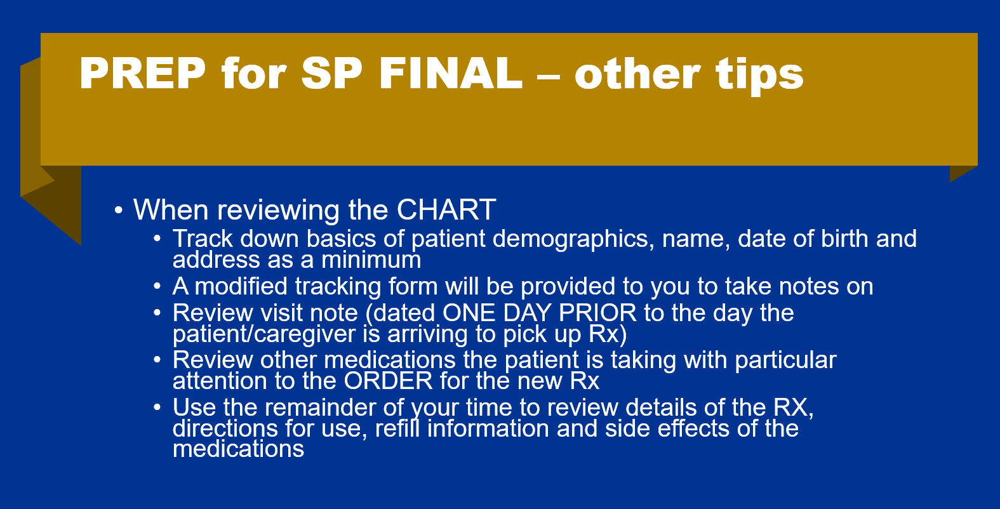 PREP for SP FINAL – other tips
• When reviewing the CHART
• Track down basics of patient demographics, name, date of birth and
address as a minimum
• A modified tracking form will be provided to you to take notes on
• Review visit note (dated ONE DAY PRIOR to the day the
patient/caregiver is arriving to pick up Rx)
• Review other medications the patient is taking with particular
attention to the ORDER for the new Rx
• Use the remainder of your time to review details of the RX,
directions for use, refill information and side effects of the
medications